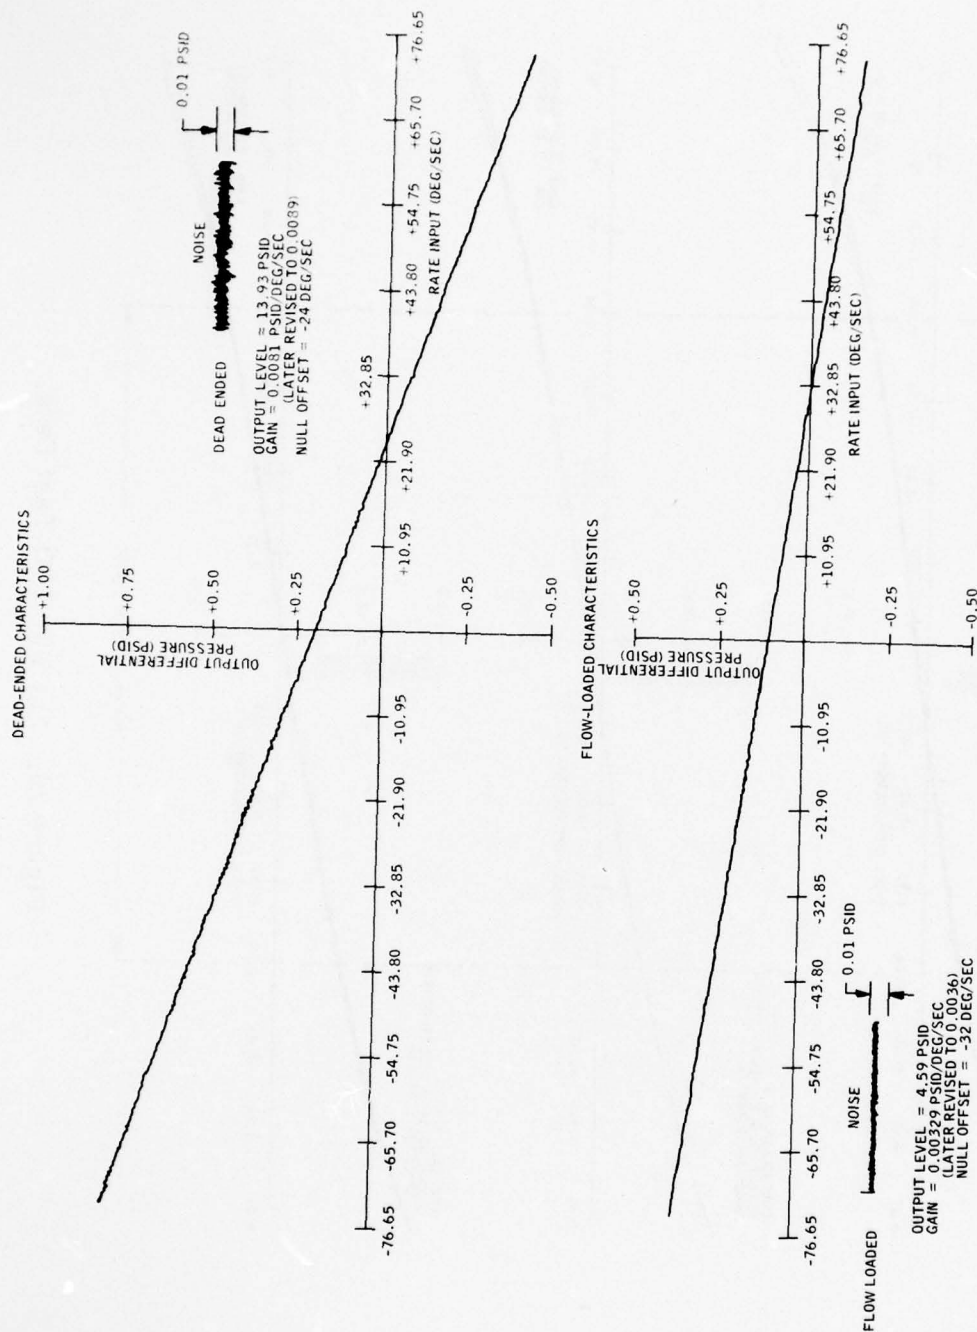 DEAD-ENDED CHARACTERISTICS
+1.00
+0.75
+0.50
+0.25
-0.25
-0.50
OUTPUT DIFFERENTIAL
PRESSURE (PSID)
-76.65
-65.70
-54.75
-43.80
-32.85
-21.90
-10.95
+10.95
+21.90
+32.85
+43.80
+54.75
+65.70
+76.65
RATE INPUT (DEG/SEC)
NOISE
0.01 PSID
DEAD ENDED
OUTPUT LEVEL = 13.93 PSID
GAIN = 0.0081 PSID/DEG/SEC
(LATER REVISED TO 0.0089)
NULL OFFSET = -24 DEG/SEC
FLOW-LOADED CHARACTERISTICS
+0.50
+0.25
-0.25
-0.50
OUTPUT DIFFERENTIAL
PRESSURE (PSID)
-76.65
-65.70
-54.75
-43.80
-32.85
-21.90
-10.95
+10.95
+21.90
+32.85
+43.80
+54.75
+65.70
+76.65
RATE INPUT (DEG/SEC)
NOISE
0.01 PSID
FLOW LOADED
OUTPUT LEVEL = 4.59 PSID
GAIN = 0.00329 PSID/DEG/SEC
(LATER REVISED TO 0.0036)
NULL OFFSET = -32 DEG/SEC